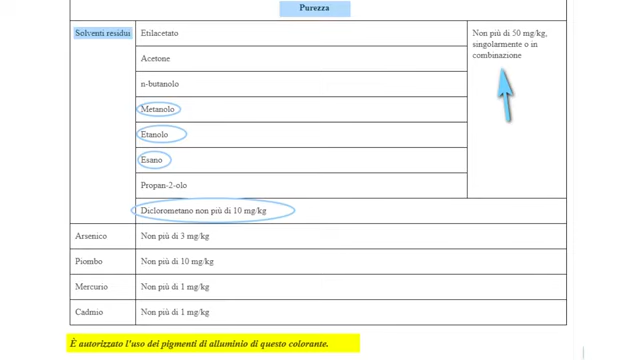 Purezza
Solventi residua
Etilacetato
Non più di 50 mg/kg,
singolarmente o in
combinazione
Acetone
n-butanolo
Metanolo
Etanolo
Esano
Propan-2-olo
Diclorometano non più di 10 mg/kg
Arsenico Non più di 3 mg/kg
Piombo Non più di 10 mg/kg
Mercurio Non più di 1 mg/kg
Cadmio Non più di 1 mg/kg
È autorizzato l'uso dei pigmenti di alluminio di questo colorante.